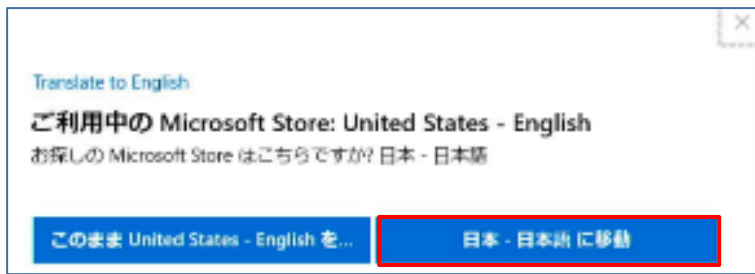 Translate to English
ご利用中の Microsoft Store: United States - English
お探しの Microsoft Store はこちらですか? 日本 - 日本語
このまま United States - English を...
日本 - 日本語 に移動